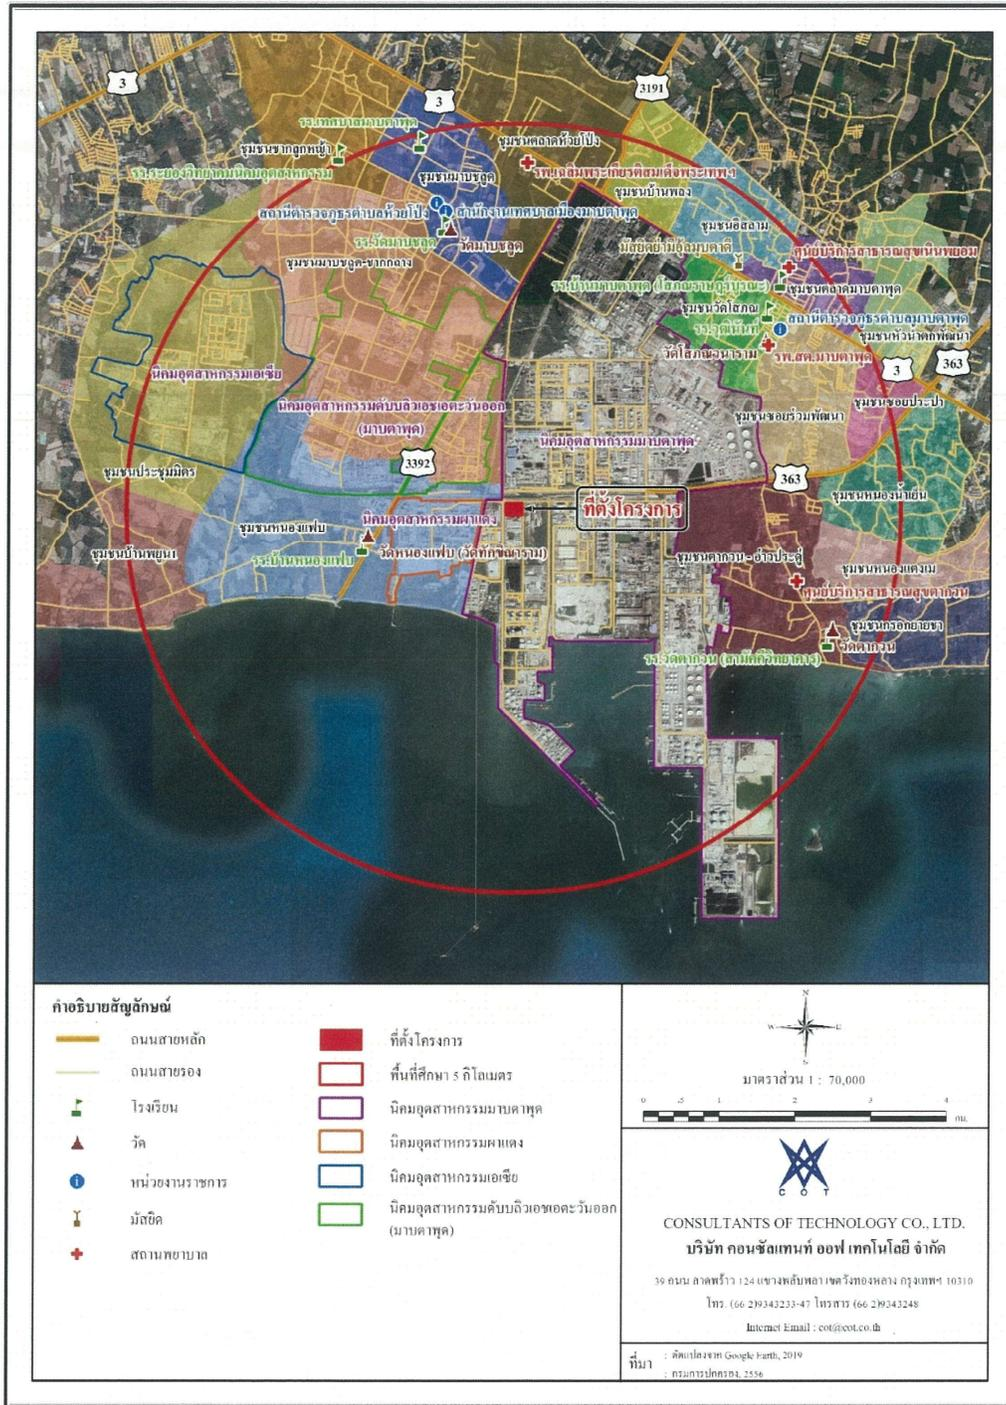 3
3
3191
รร.เทศบาลมาบตาพุด
ชุมชนชากลูกหญ้า
รร.ระยองวิทยาคมนิคมอุตสาหกรรม
ชุมชนตลาดห้วยโป่ง
รพ.เฉลิมพระเกียรติสมเด็จพระเทพฯ
ชุมชนมาบชลูด
ชุมชนบ้านพลง
สถานีตำรวจภูธรตำบลห้วยโป่ง
สำนักงานเทศบาลเมืองมาบตาพุด
ชุมชนอิสลาม
รร.วัดมาบชลูด
วัดมาบชลูด
ศูนย์บริการสาธารณสุขเนินพยอม
ชุมชนมาบชลูด-ชากกลาง
รร.บ้านมาบตาพุด
ชุมชนตลาดมาบตาพุด
ชุมชนวัดโสภณ
สถานีตำรวจภูธรตำบลมาบตาพุด
รร.วุฒินันท์
ชุมชนหัวน้ำตกพัฒนา
วัดโสภณวนาราม
รพ.สต.มาบตาพุด
363
3
นิคมอุตสาหกรรมเอเซีย
นิคมอุตสาหกรรมดับบลิวเอชเอตะวันออก
(มาบตาพุด)
ชุมชนซอยประปา
ชุมชนซอยร่วมพัฒนา
นิคมอุตสาหกรรมมาบตาพุด
3392
363
ชุมชนประชุมมิตร
ชุมชนหนองน้ำเย็น
ที่ตั้งโครงการ
นิคมอุตสาหกรรมผาแดง
ชุมชนหนองแฟบ
ชุมชนบ้านพยูน1
วัดหนองแฟบ (วัดทักษิณาราม)
รร.บ้านหนองแฟบ
ชุมชนตากวน - อ่าวประดู่
ชุมชนหนองแตงเม
ศูนย์บริการสาธารณสุขตากวน
ชุมชนกรอกยายชา
วัดตากวน
รร.วัดตากวน (สามัคคีวิทยาคาร)
คำอธิบายสัญลักษณ์
ถนนสายหลัก
ถนนสายรอง
โรงเรียน
วัด
หน่วยงานราชการ
มัสยิด
สถานพยาบาล
ที่ตั้งโครงการ
พื้นที่ศึกษา 5 กิโลเมตร
นิคมอุตสาหกรรมมาบตาพุด
นิคมอุตสาหกรรมผาแดง
นิคมอุตสาหกรรมเอเซีย
นิคมอุตสาหกรรมดับบลิวเอชเอตะวันออก
(มาบตาพุด)
N
W E
S
มาตราส่วน 1 : 70,000
0 .5 1 2 3 4
กม.
C O T
CONSULTANTS OF TECHNOLOGY CO., LTD.
บริษัท คอนซัลแทนท์ ออฟ เทคโนโลยี จำกัด
39 ถนน ลาดพร้าว 124 แขวงพลับพลา เขตวังทองหลาง กรุงเทพฯ 10310
โทร. (66 2)9343233-47 โทรสาร (66 2)9343248
Internet Email : cot@cot.co.th
ที่มา : ดัดแปลงจาก Google Earth, 2019
: กรมการปกครอง, 2556